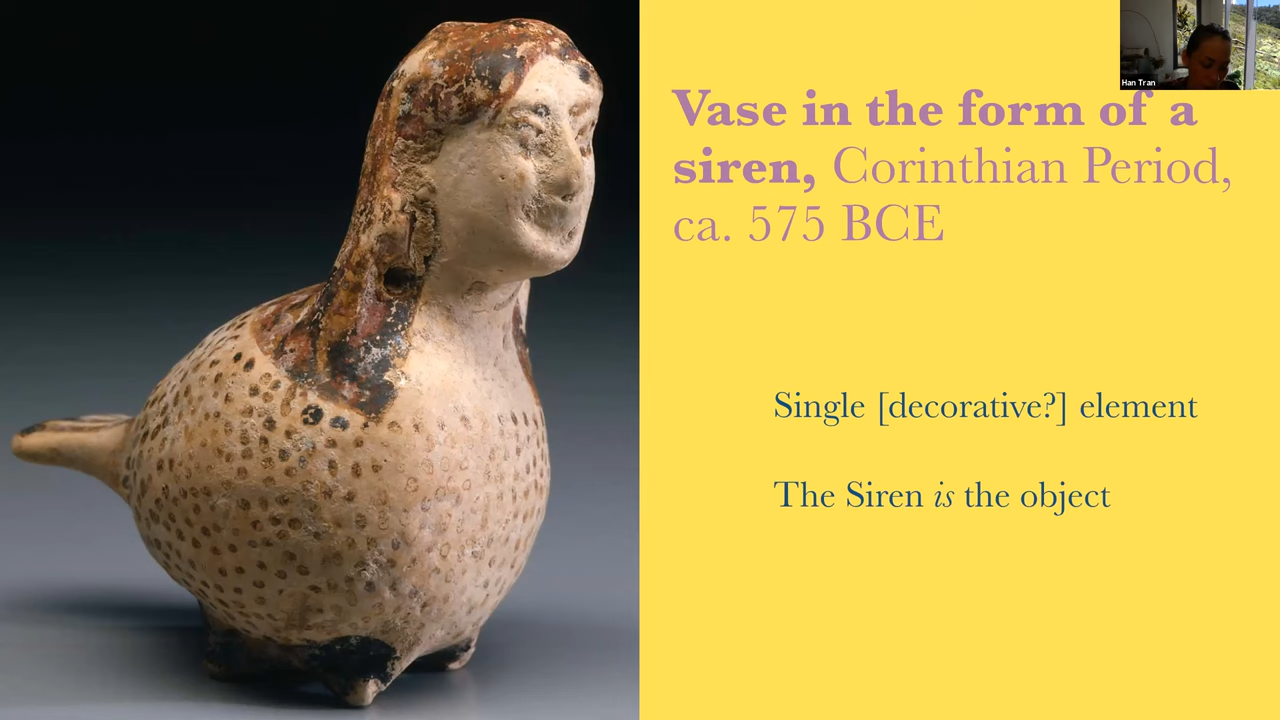 Han Tran
Vase in the form of a
siren, Corinthian Period,
ca. 575 BCE
Single [decorative?] element
The Siren is the object